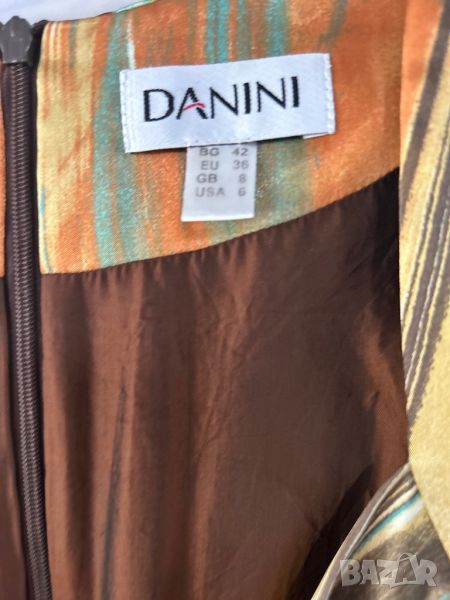 DANINI
BG 42
EU 36
GB 8
USA 6
BAZAR